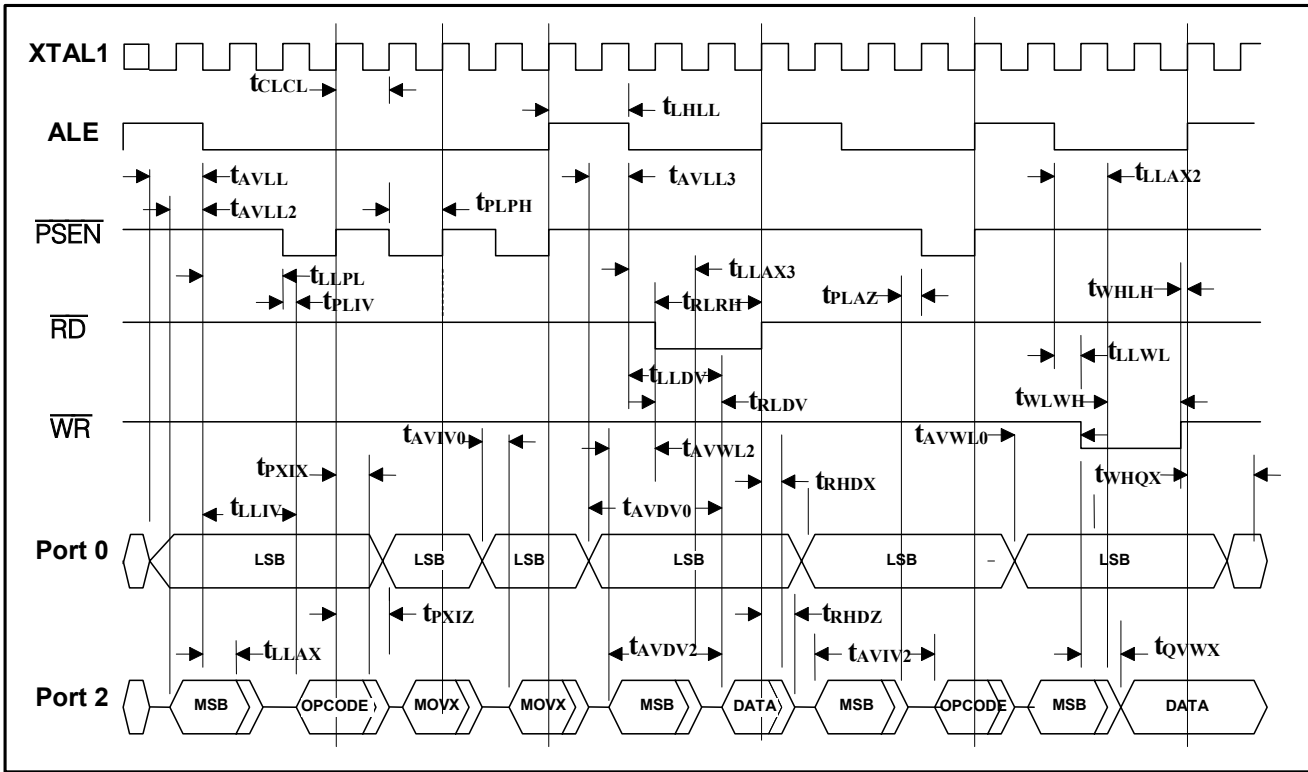 XTAL1
tCLCL
tLHLL
ALE
tAVLL
tAVLL3
tLLAX2
tAVLL2
tPLPH
PSEN
tLLPL
tLLAX3
tPLIV
tRLRH
tPLAZ
tWHLH
RD
tLLDV
tLLWL
tRLDV
tWLWH
WR
tAVIV0
tAVWL2
tAVWL0
tPXIX
tRHDX
tWHQX
tLLIV
tAVDV0
Port 0
LSB LSB LSB LSB LSB LSB
tPXIZ
tRHDZ
tLLAX
tAVDV2
tAVIV2
tQVWX
Port 2
MSB OPCODE MOVX MOVX MSB DATA MSB OPCODE MSB DATA